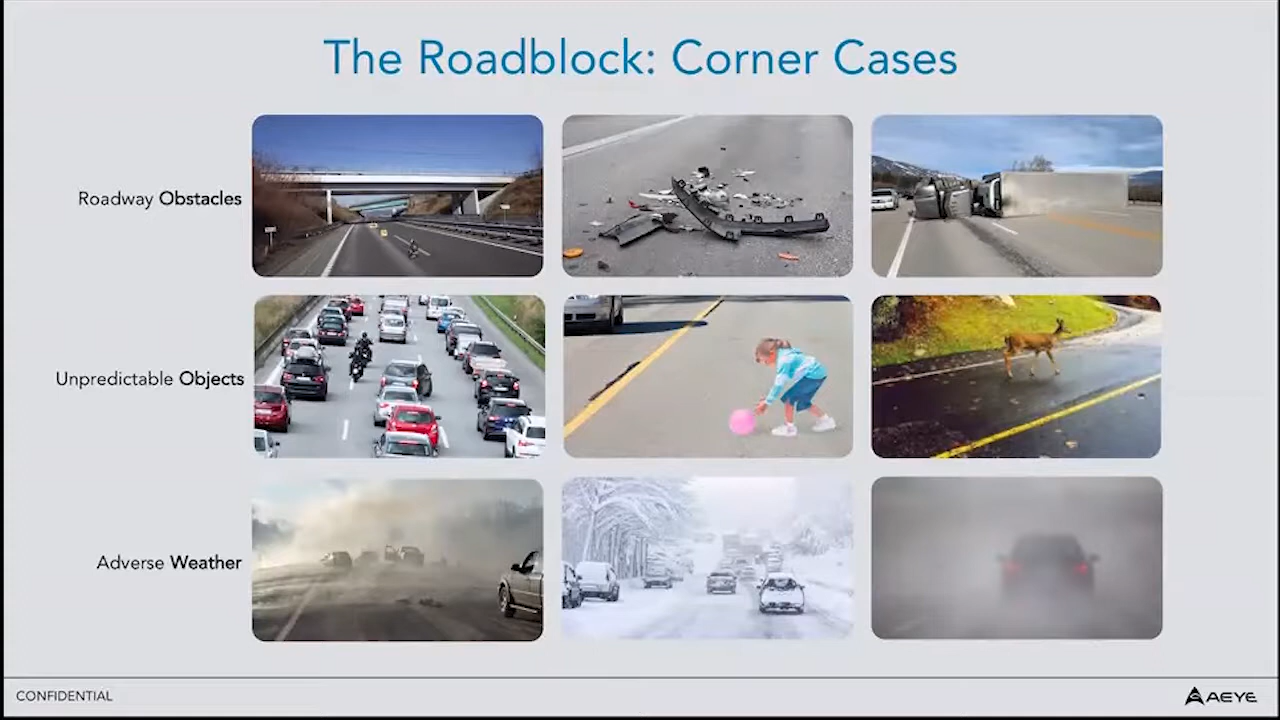 The Roadblock: Corner Cases
Roadway Obstacles
Unpredictable Objects
Adverse Weather
CONFIDENTIAL
AEYE